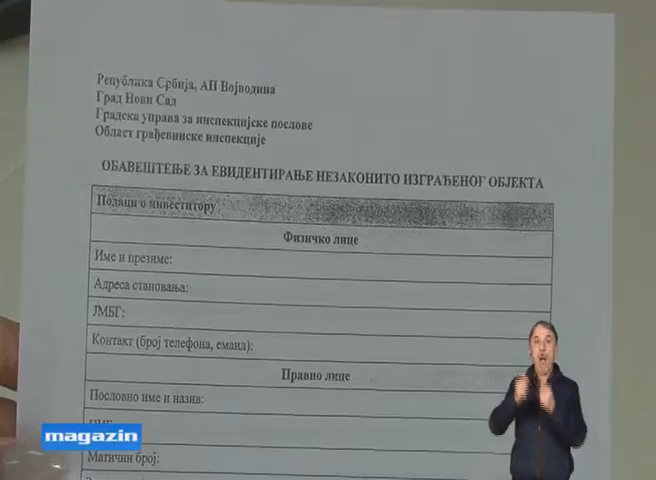 Република Србија, АП Војводина
Град Нови Сад
Градска управа за инспекцијске послове
Област грађевинске инспекције
ОБАВЕШТЕЊЕ ЗА ЕВИДЕНТИРАЊЕ НЕЗАКОНИТО ИЗГРАЂЕНОГ ОБЈЕКТА
Подаци о инвеститору
Физичко лице
Име и презиме:
Адреса становања:
ЈМБГ:
Контакт (број телефона, емаил):
Правно лице
Пословно име и назив:
Матични број:
magazin